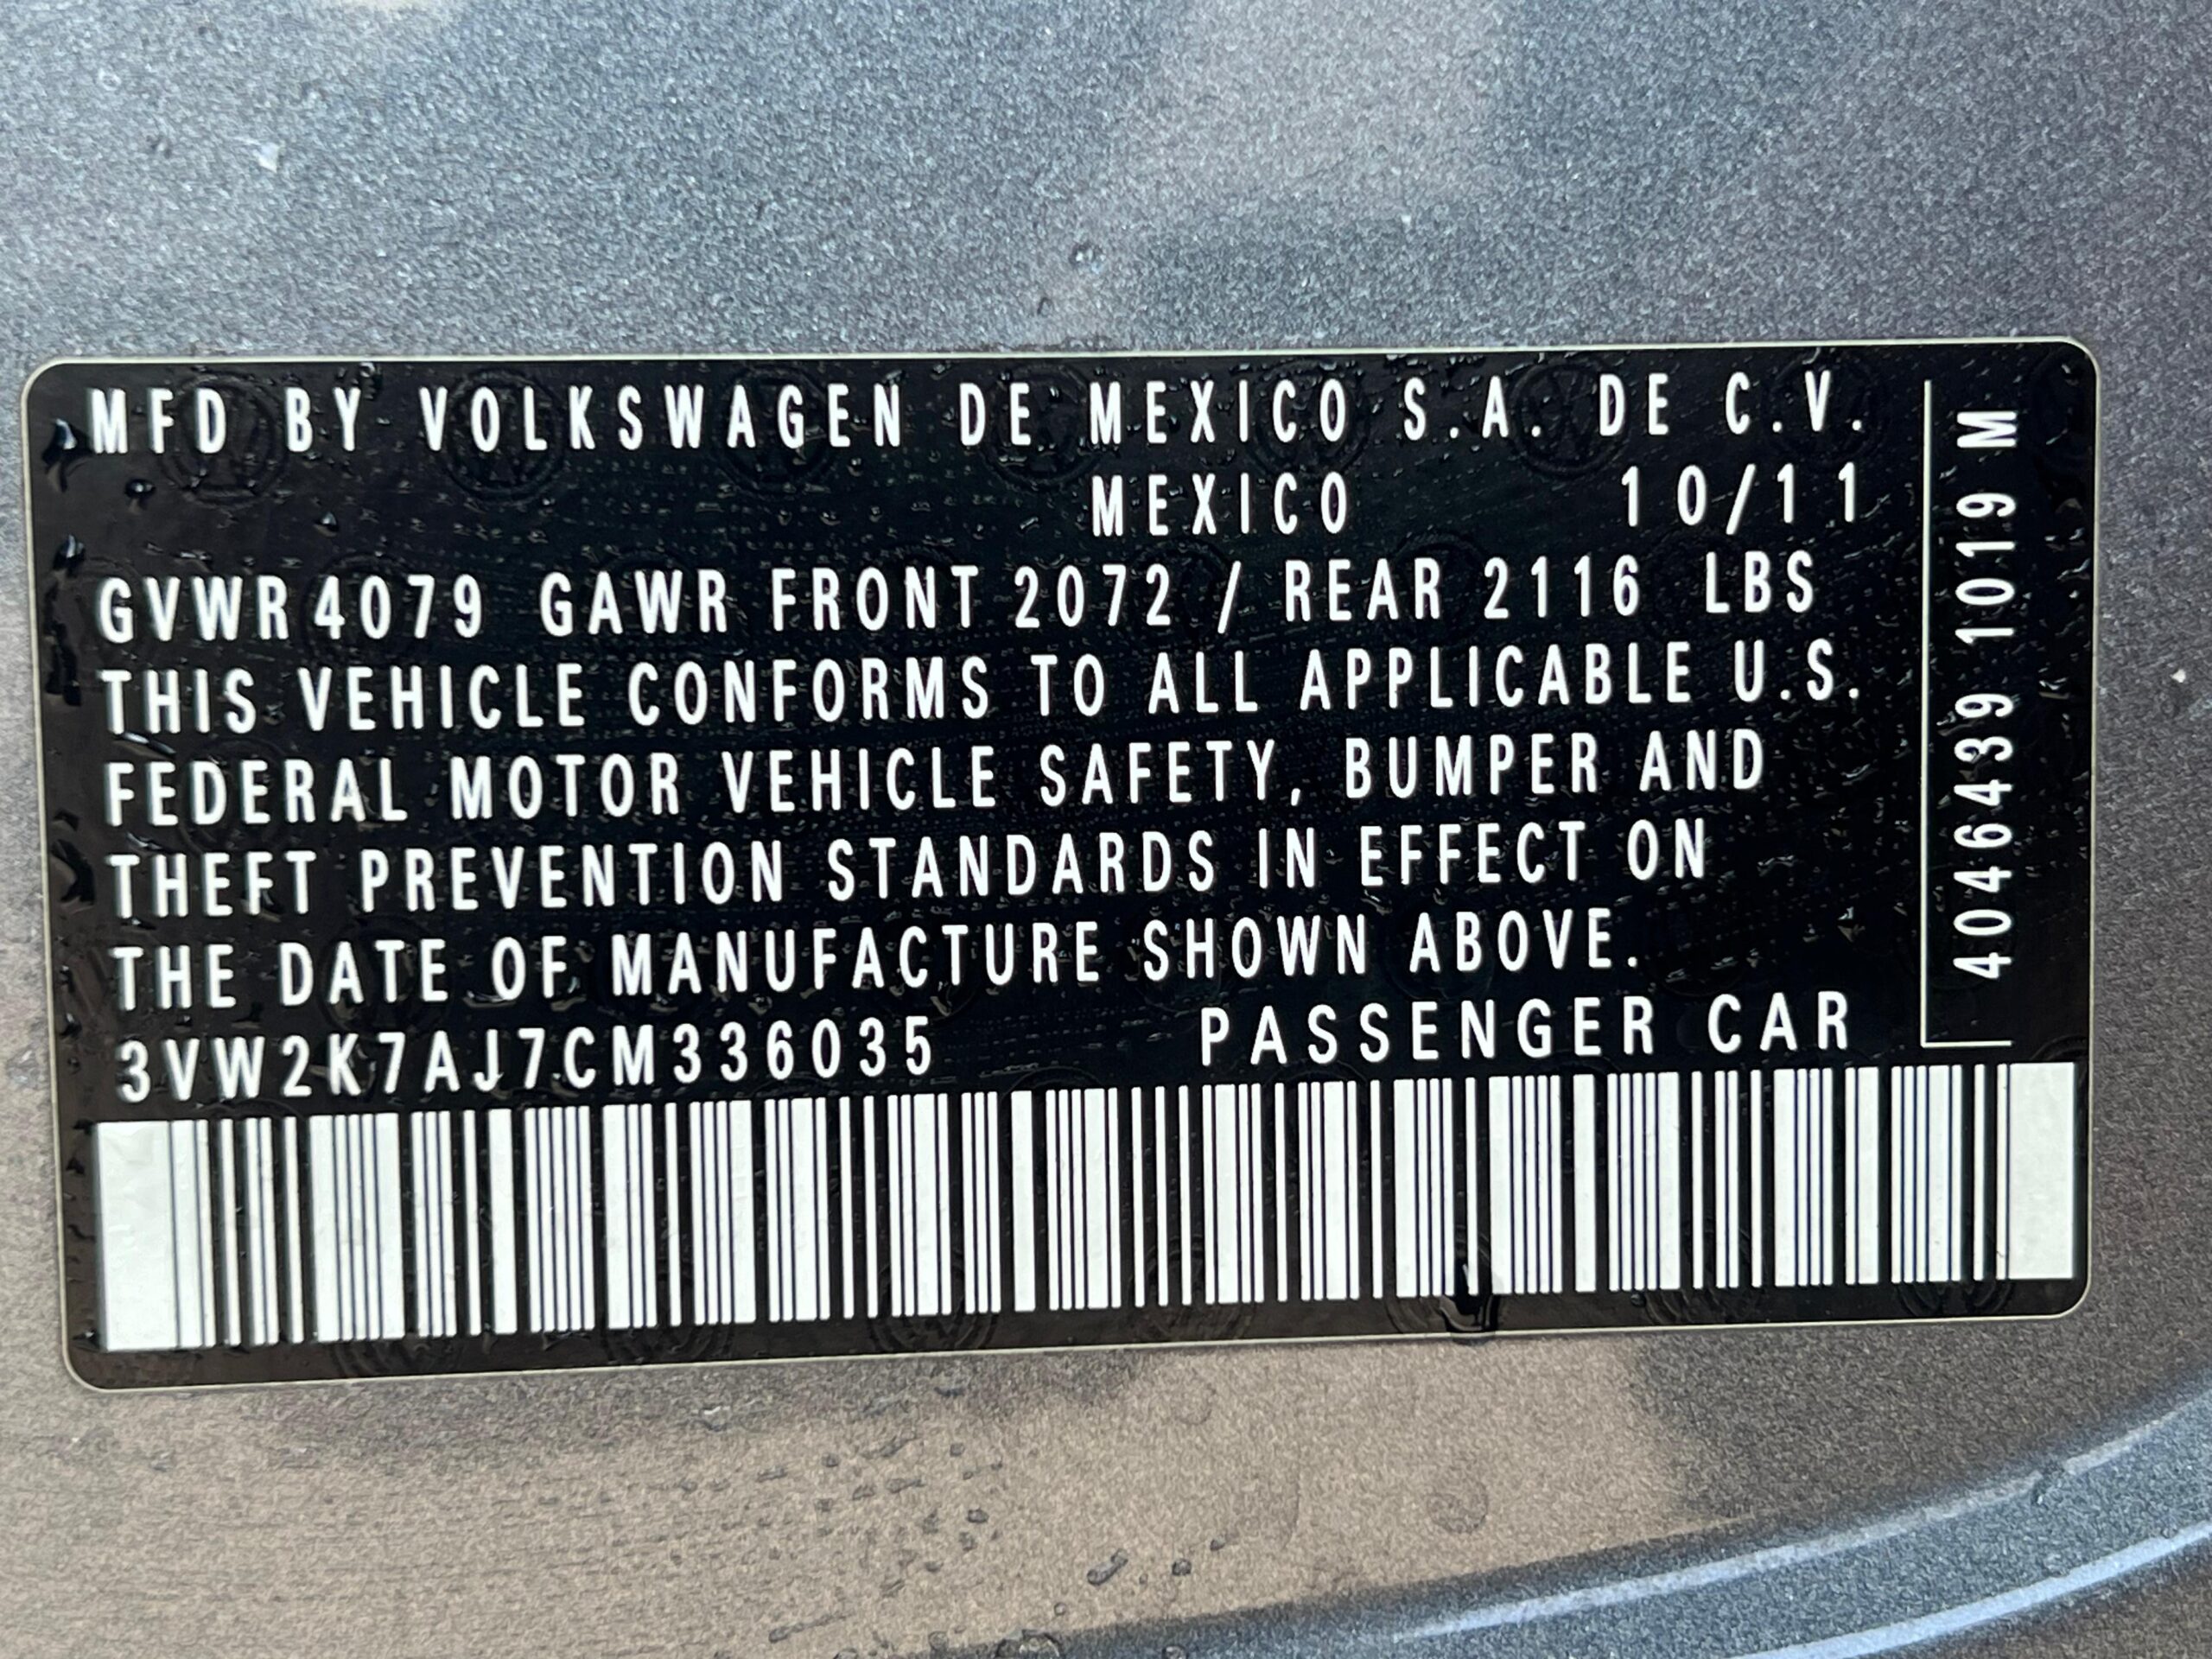 MFD BY VOLKSWAGEN DE MEXICO S.A. DE C.V.
MEXICO 10/11
GVWR 4079 GAWR FRONT 2072 / REAR 2116 LBS
THIS VEHICLE CONFORMS TO ALL APPLICABLE U.S.
FEDERAL MOTOR VEHICLE SAFETY, BUMPER AND
THEFT PREVENTION STANDARDS IN EFFECT ON
THE DATE OF MANUFACTURE SHOWN ABOVE.
3VW2K7AJ7CM336035 PASSENGER CAR
4046439 1019 M